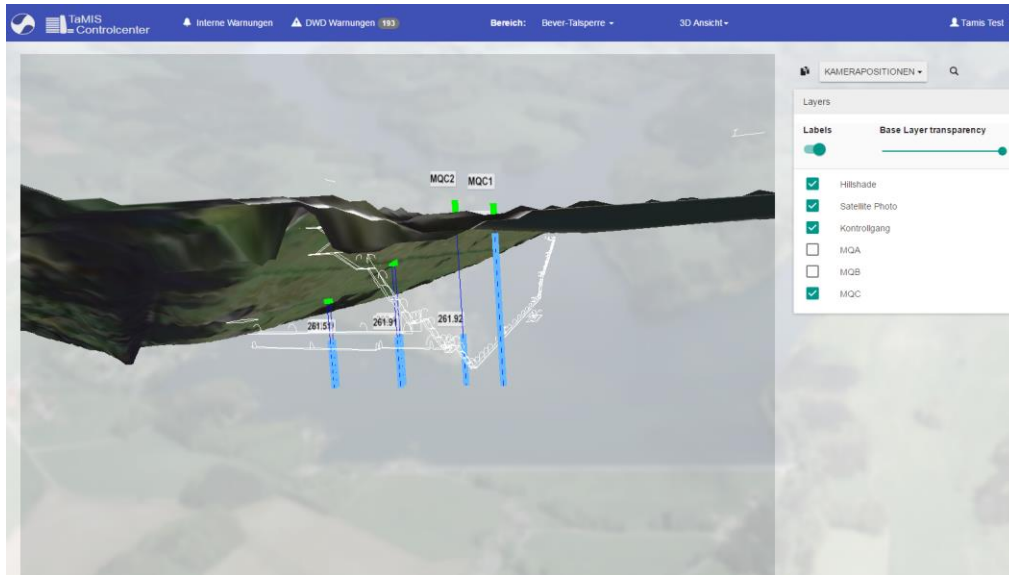 TaMIS
Controlcenter
Interne Warnungen
DWD Warnungen 193
Bereich:
Bever-Talsperre
3D Ansicht
Tamis Test
KAMERAPOSITIONEN
Layers
Labels
Base Layer transparency
Hillshade
Satellite Photo
Kontrollgang
MQA
MQB
MQC
MQC2
MQC1
261.51
261.91
261.92